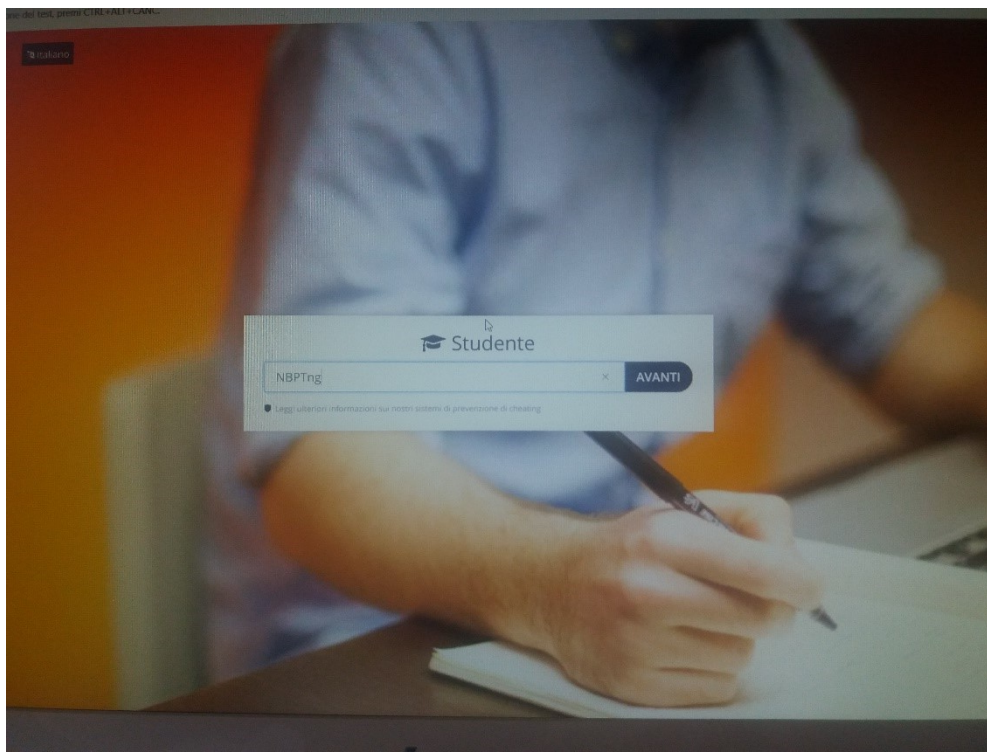 ne del test, premi CTRL+ALT+CANC.
Italiano
Studente
NBPTng
AVANTI
Leggi ulteriori informazioni sui nostri sistemi di prevenzione di cheating